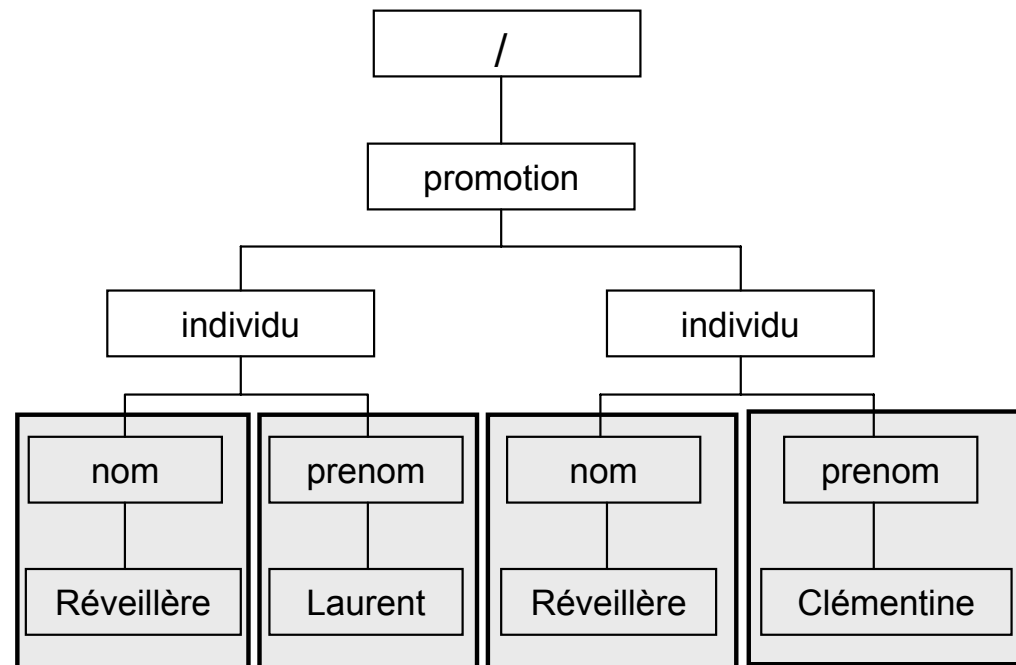 /
promotion
individu individu
nom prenom nom prenom
Réveillère Laurent Réveillère Clémentine